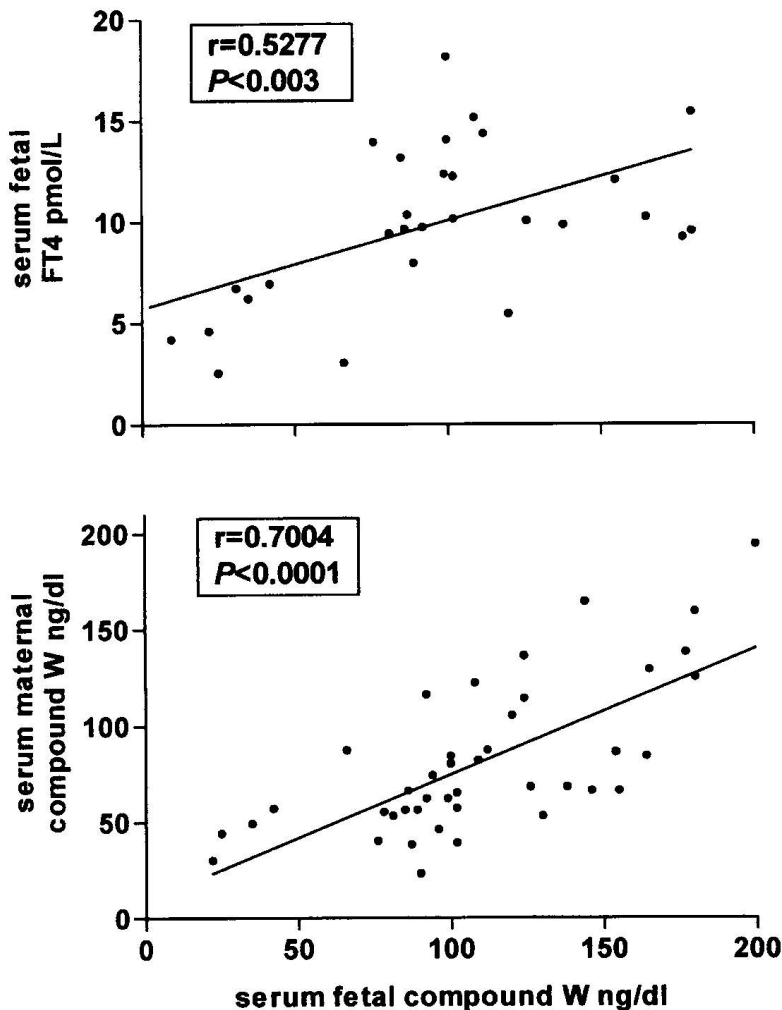 r=0.5277
P<0.003
serum fetal
FT4 pmol/L
20
15
10
5
0
r=0.7004
P<0.0001
serum maternal
compound W ng/dl
200
150
100
50
0
0 50 100 150 200
serum fetal compound W ng/dl